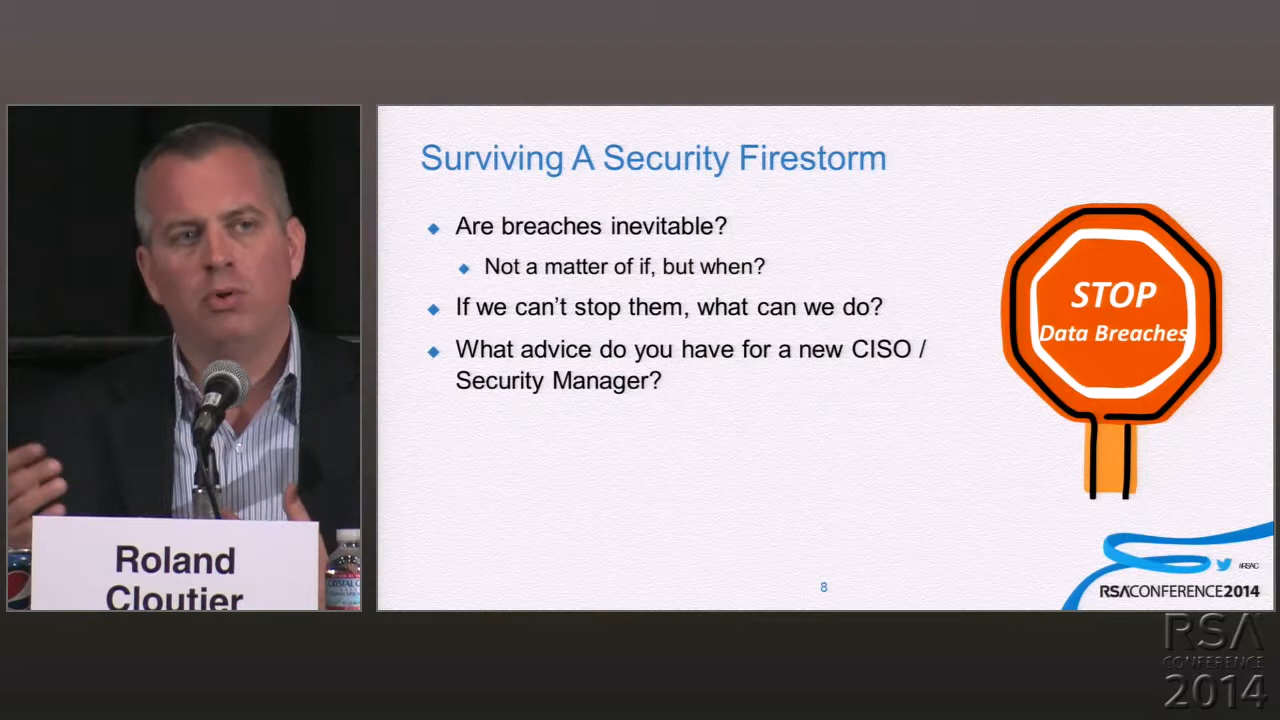 Surviving A Security Firestorm
Are breaches inevitable?
Not a matter of if, but when?
If we can't stop them, what can we do?
What advice do you have for a new CISO /
Security Manager?
STOP
Data Breaches
Roland
Cloutier
CRYSTAL
8
#RSAC
RSACONFERENCE2014
RSA
CONFERENCE
2014